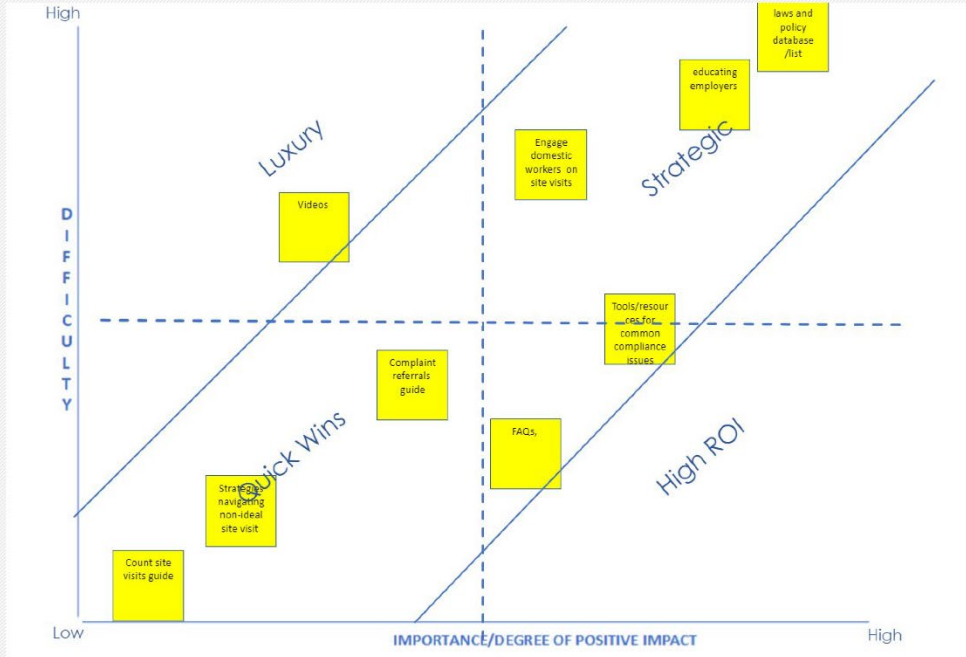 High
laws and
policy
database
/list
educating
employers
Luxury
Engage
domestic
workers on
site visits
Strategic
Videos
DIFFICULTY
Tools/resour
ces for
common
compliance
issues
Complaint
referrals
guide
FAQs,
Quick Wins
High ROI
Strategies
navigating
non-ideal
site visit
Count site
visits guide
Low
IMPORTANCE/DEGREE OF POSITIVE IMPACT
High